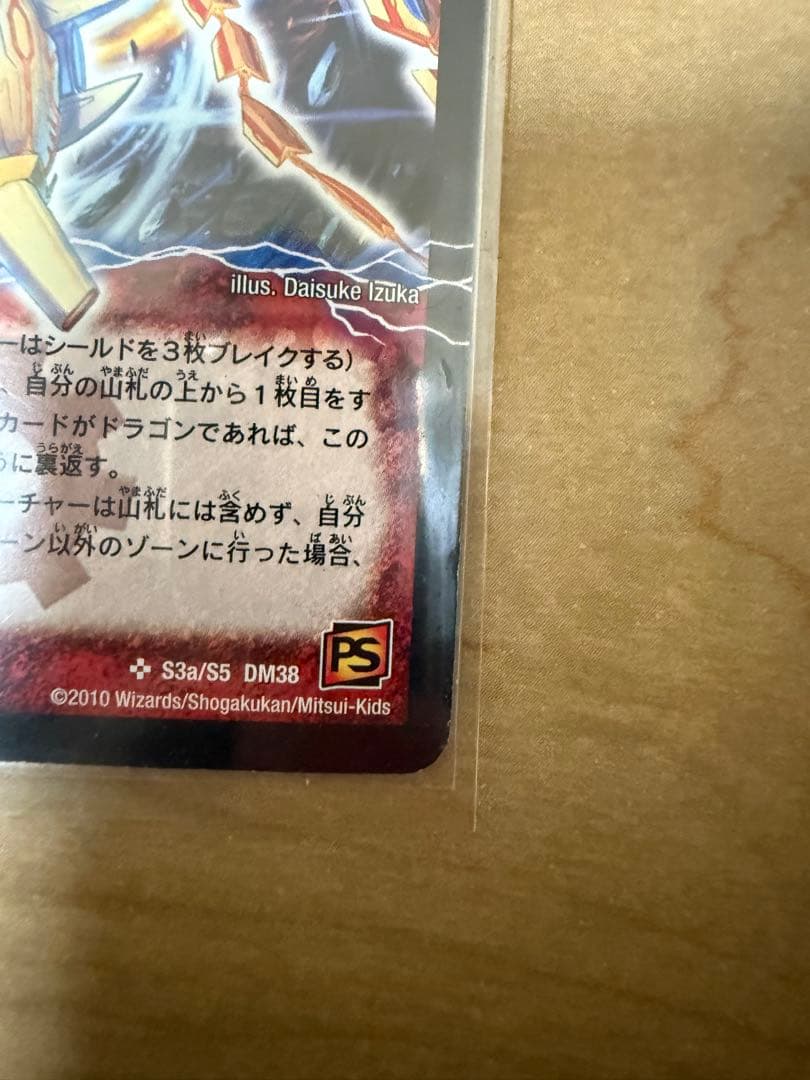 illus. Daisuke Izuka
ーはシールドを3枚ブレイクする)
、自分の山札の上から1枚目をす
カードがドラゴンであれば、この
うに裏返す。
ーチャーは山札には含めず、自分
ーン以外のゾーンに行った場合、
PS
S3a/S5 DM38
©2010 Wizards/Shogakukan/Mitsui-Kids